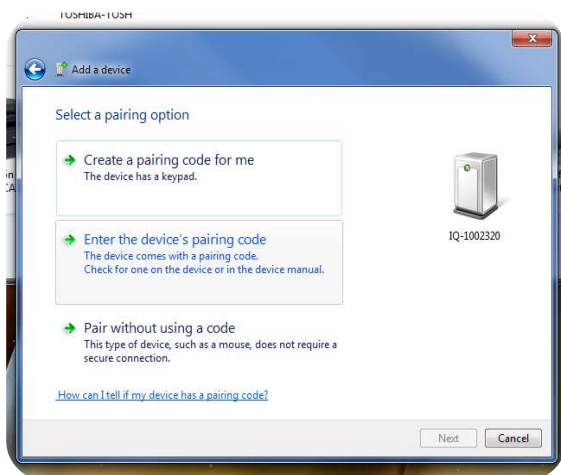 TOSHIBA-TOSH
Add a device
Select a pairing option
Create a pairing code for me
The device has a keypad.
Enter the device's pairing code
The device comes with a pairing code.
Check for one on the device or in the device manual.
IQ-1002320
Pair without using a code
This type of device, such as a mouse, does not require a
secure connection.
How can I tell if my device has a pairing code?
Next
Cancel